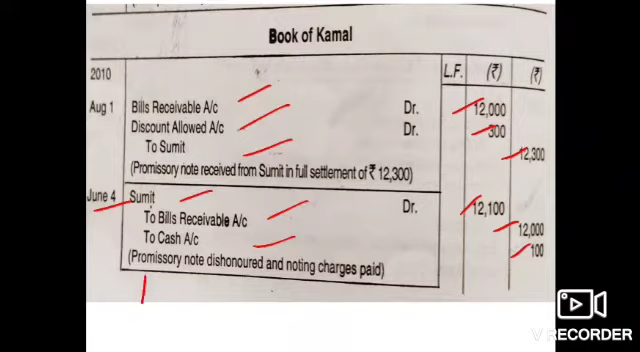 Book of Kamal
L.F. (₹) (₹)
2010
Aug 1 Bills Receivable A/c Dr. 12,000
Discount Allowed A/c Dr. 300
To Sumit 12,300
(Promissory note received from Sumit in full settlement of ₹ 12,300)
June 4 Sumit Dr. 12,100
To Bills Receivable A/c 12,000
To Cash A/c 100
(Promissory note dishonoured and noting charges paid)
V RECORDER